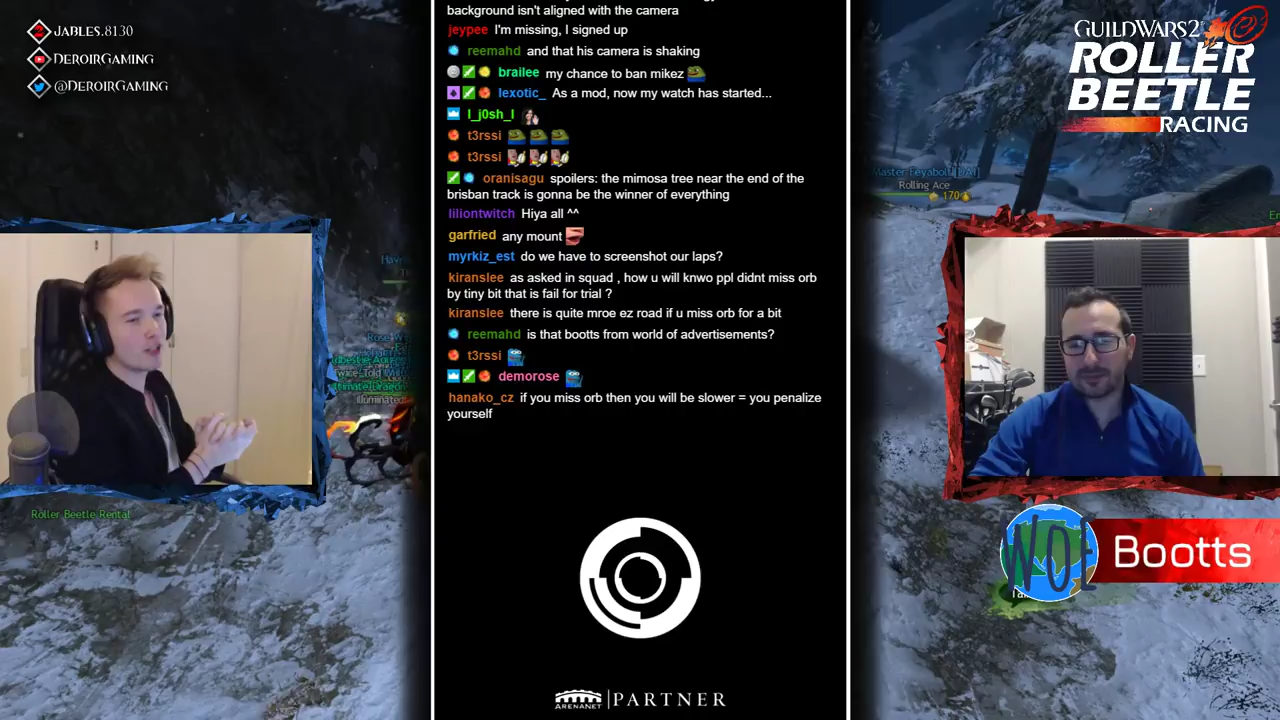 JABLES.8130
DEROIRGAMING
@DEROIRGAMING
background isn't aligned with the camera
jeypee I'm missing, I signed up
reemahd and that his camera is shaking
brailee my chance to ban mikez
lexotic_ As a mod, now my watch has started...
l_j0sh_l
t3rssi
t3rssi
oranisagu spoilers: the mimosa tree near the end of the
brisban track is gonna be the winner of everything
liliontwitch Hiya all ^^
garfried any mount
myrkiz_est do we have to screenshot our laps?
kiranslee as asked in squad , how u will knwo ppl didnt miss orb
by tiny bit that is fail for trial ?
kiranslee there is quite mroe ez road if u miss orb for a bit
reemahd is that bootts from world of advertisements?
t3rssi
demorose
hanako_cz if you miss orb then you will be slower = you penalize
yourself
ARENANET | PARTNER
GUILDWARS2
ROLLER
BEETLE
RACING
Master Feyabolt [DAI]
Rolling Ace
170
Roller Beetle Rental
WOE
Bootts